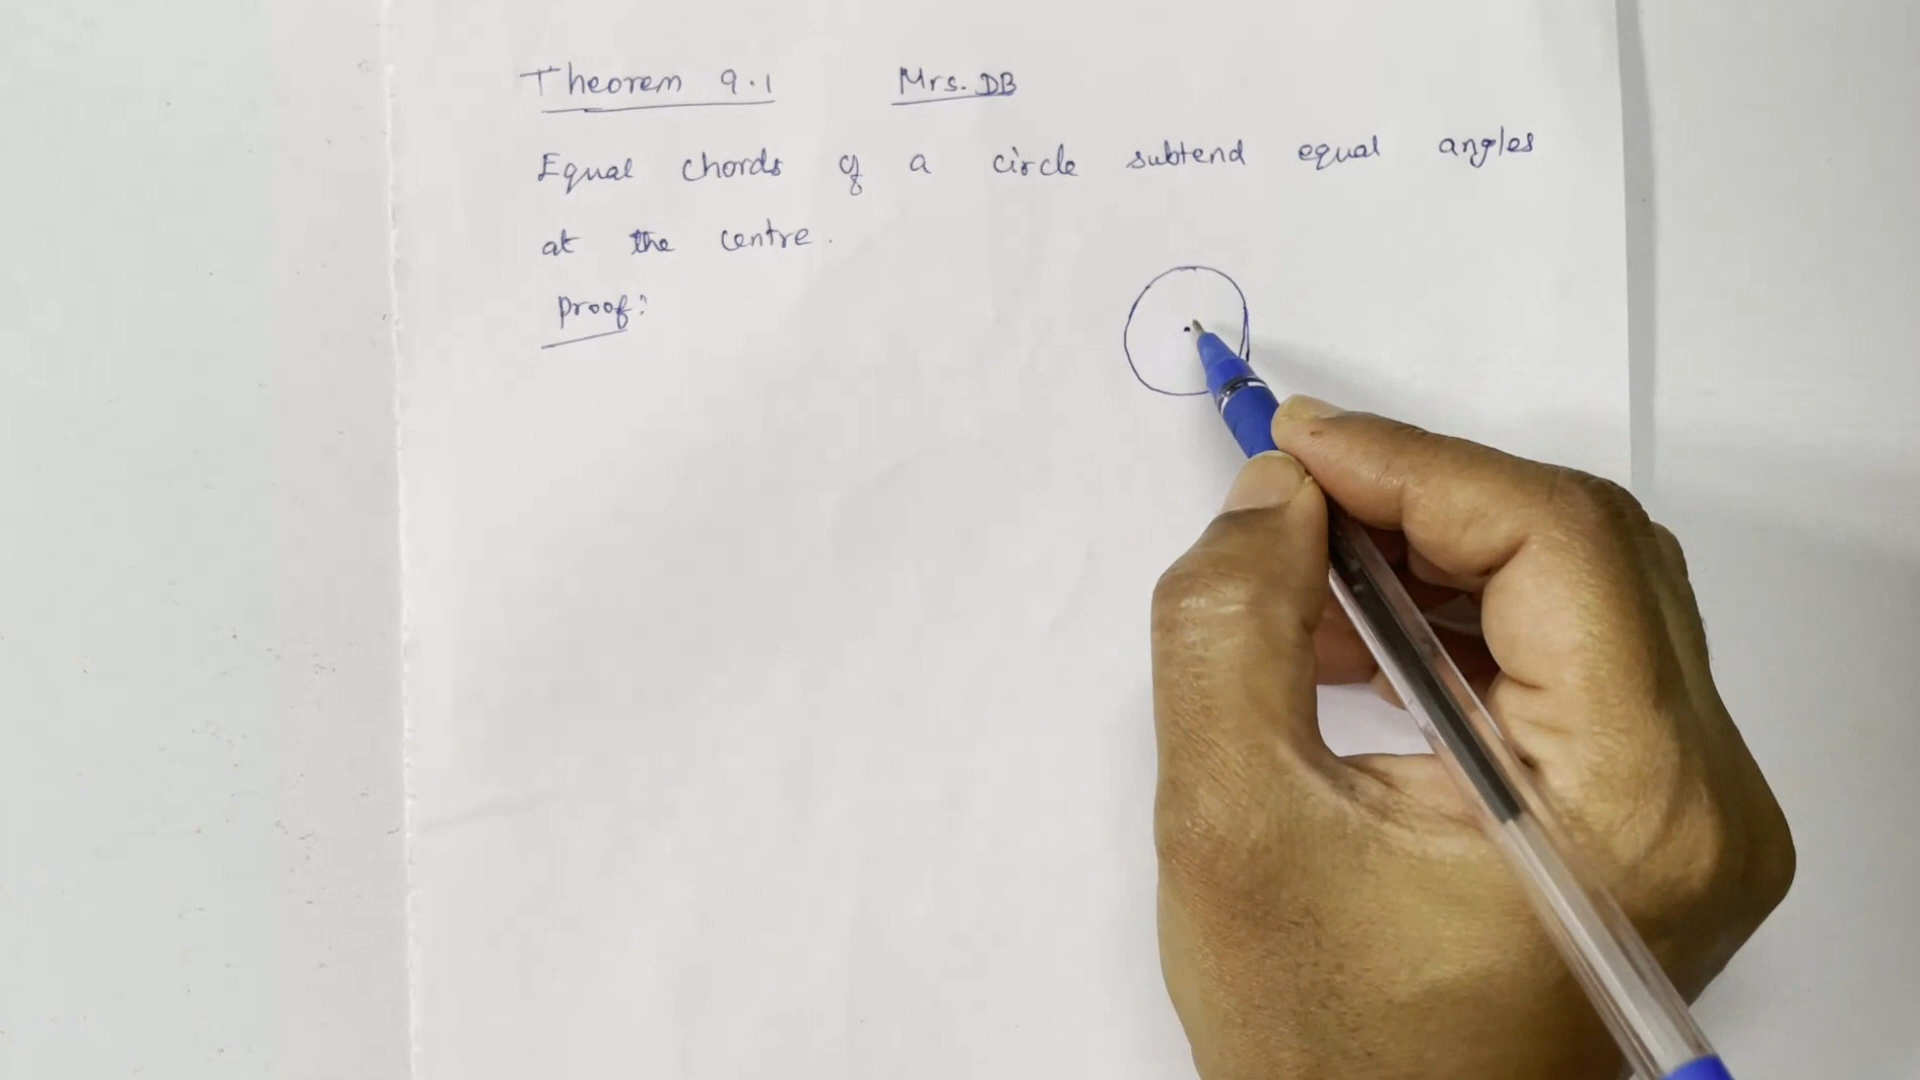 Theorem 9.1 Mrs. DB
Equal chords of a circle subtend equal angles
at the centre.
Proof: